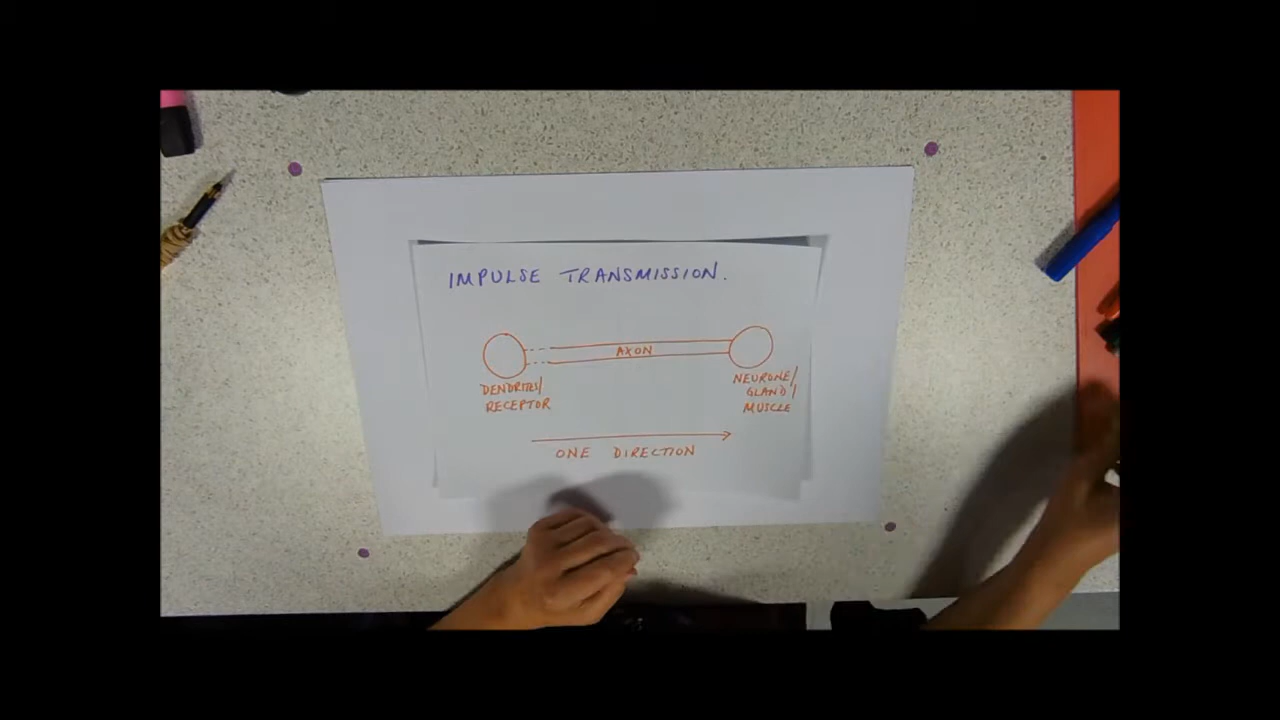 IMPULSE TRANSMISSION.
AXON
DENDRITES/
RECEPTOR
NEURONE/
GLAND/
MUSCLE
ONE DIRECTION